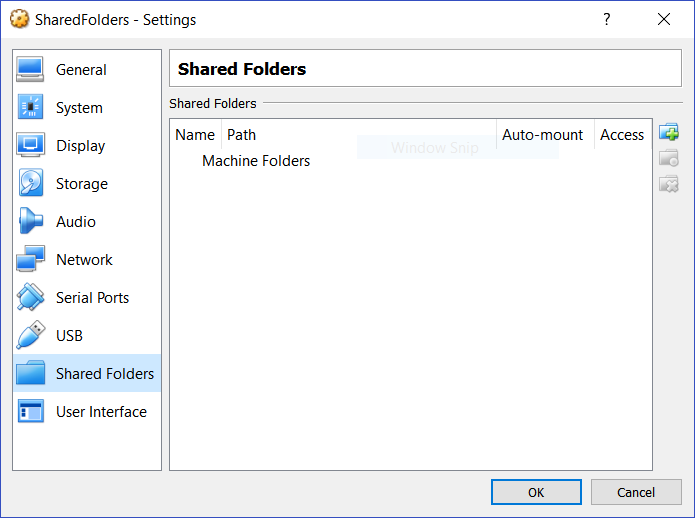 SharedFolders - Settings
?
General
System
Display
Storage
Audio
Network
Serial Ports
USB
Shared Folders
User Interface
Shared Folders
Shared Folders
Name Path Auto-mount Access
Window Snip
Machine Folders
OK Cancel